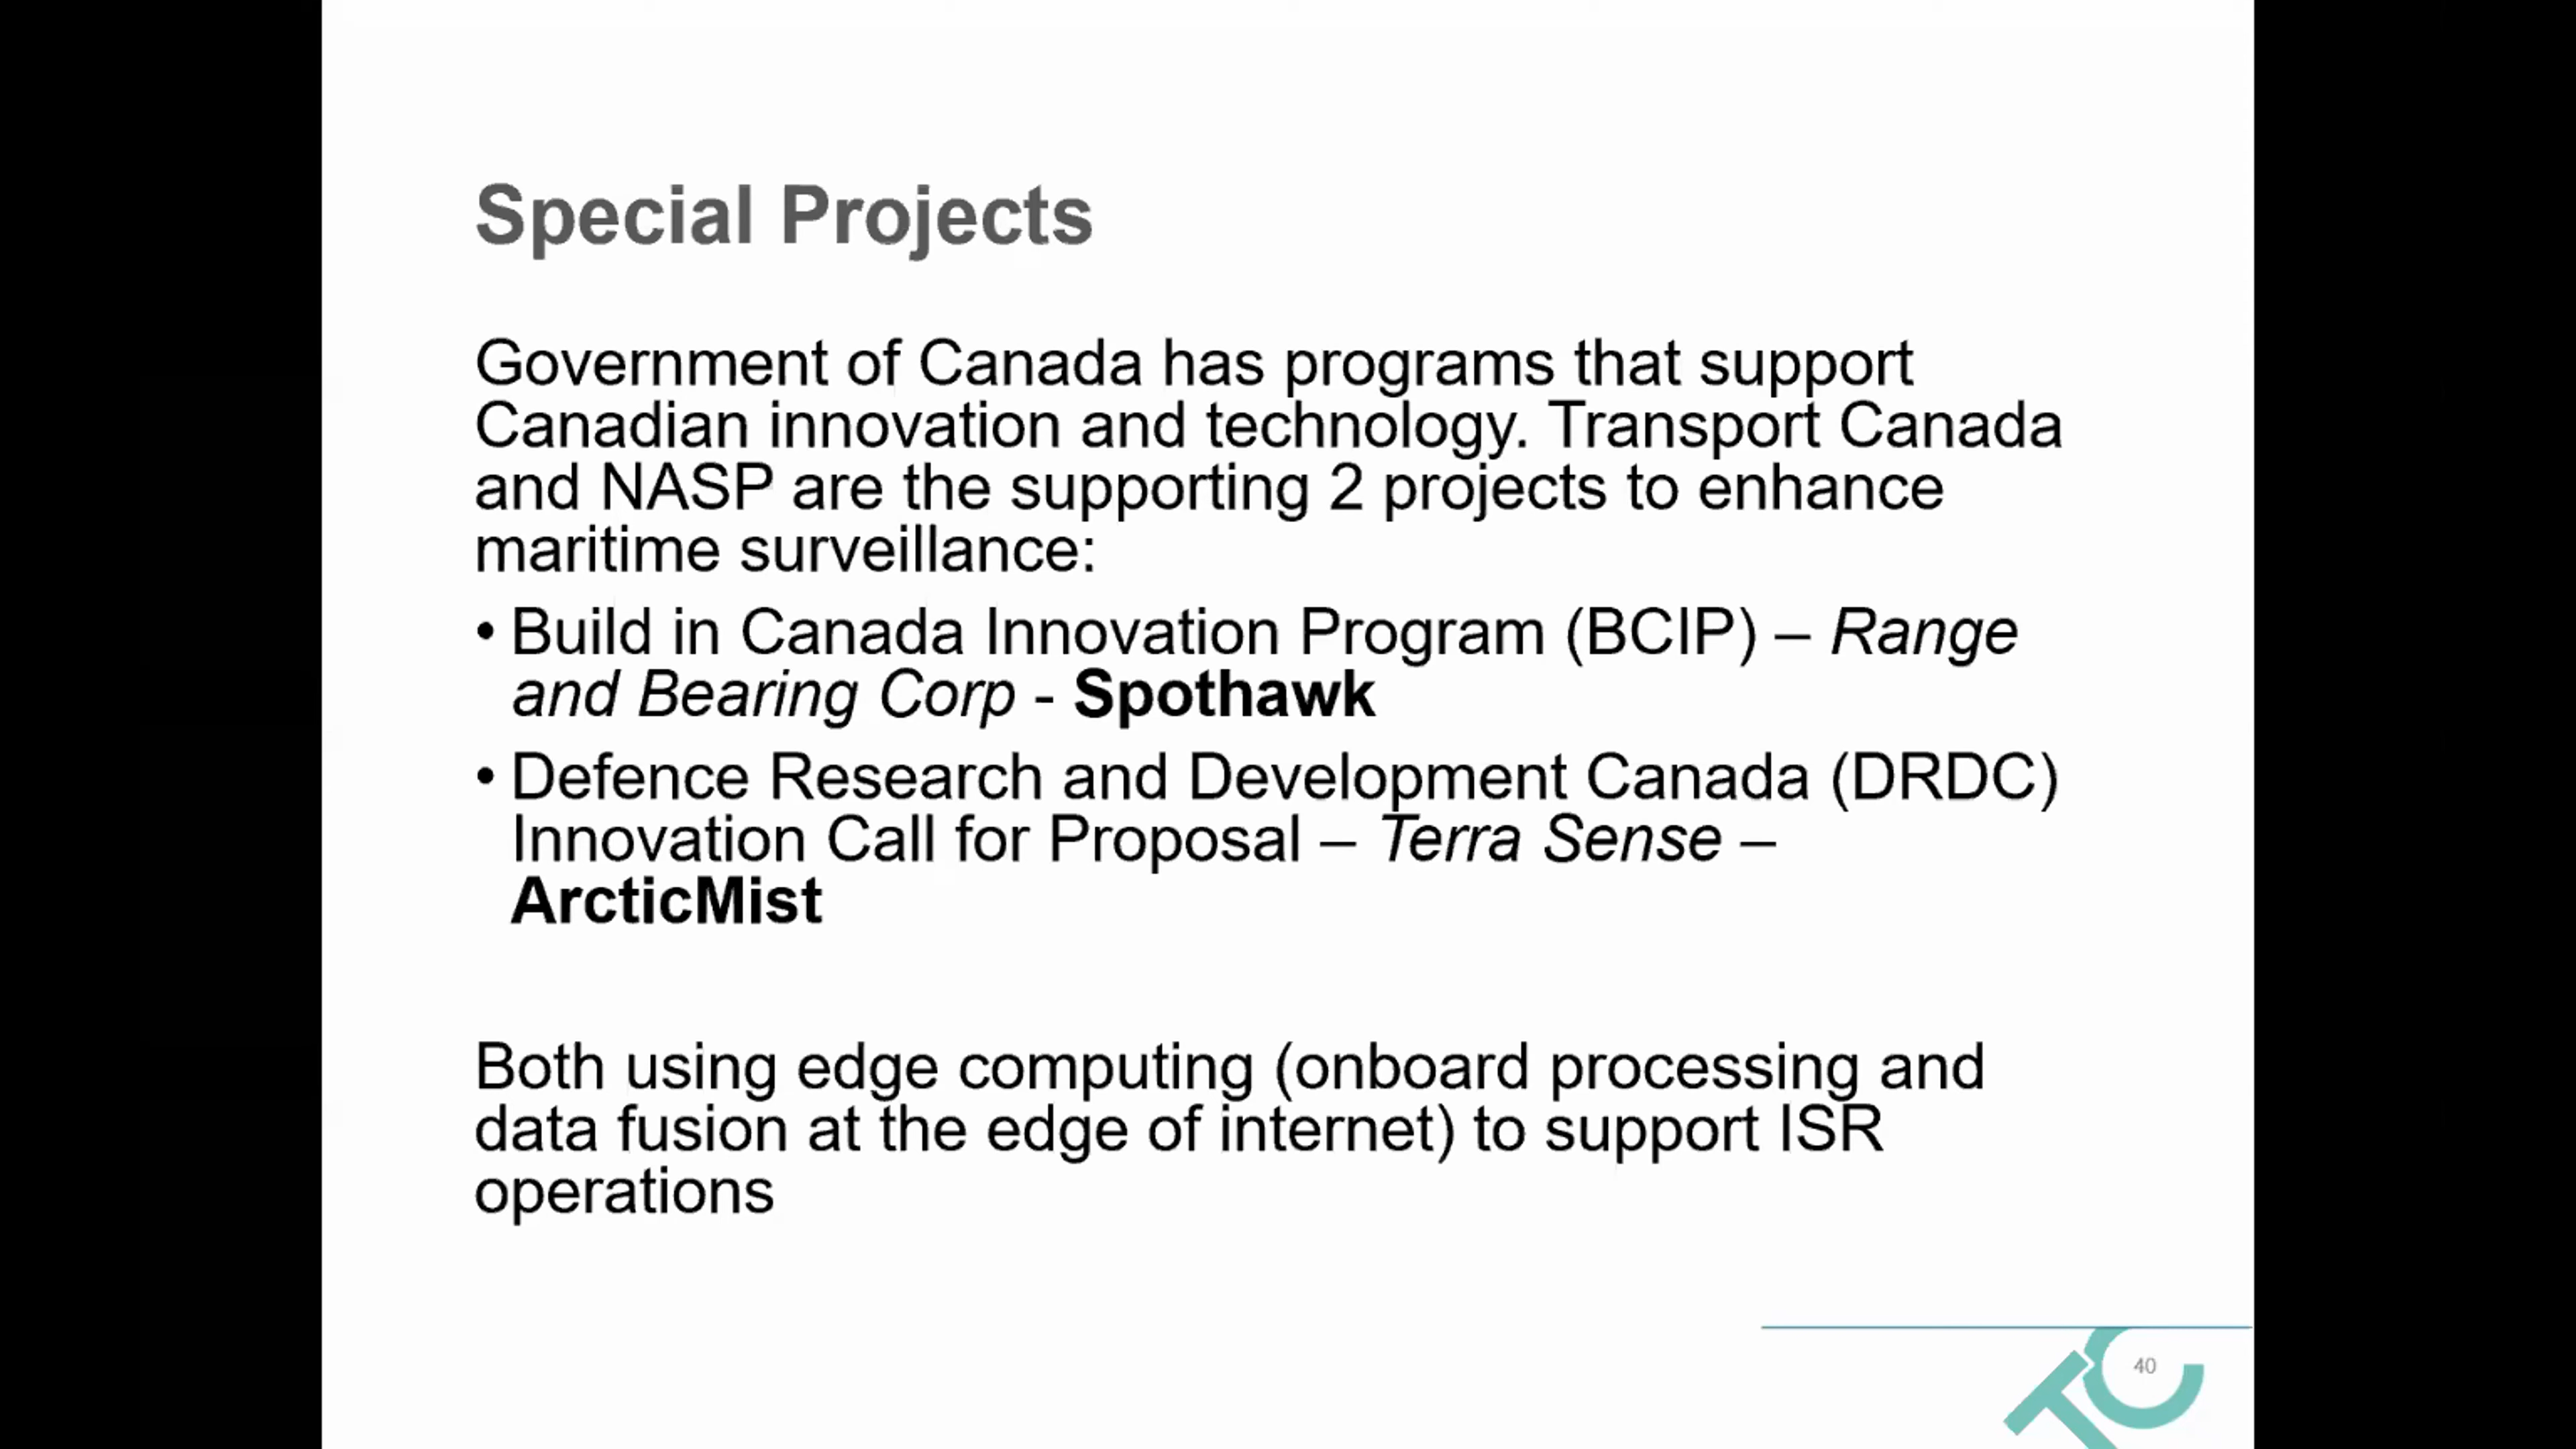 Special Projects
Government of Canada has programs that support
Canadian innovation and technology. Transport Canada
and NASP are the supporting 2 projects to enhance
maritime surveillance:
• Build in Canada Innovation Program (BCIP) – Range
and Bearing Corp - Spothawk
• Defence Research and Development Canada (DRDC)
Innovation Call for Proposal – Terra Sense –
ArcticMist
Both using edge computing (onboard processing and
data fusion at the edge of internet) to support ISR
operations
40
TC